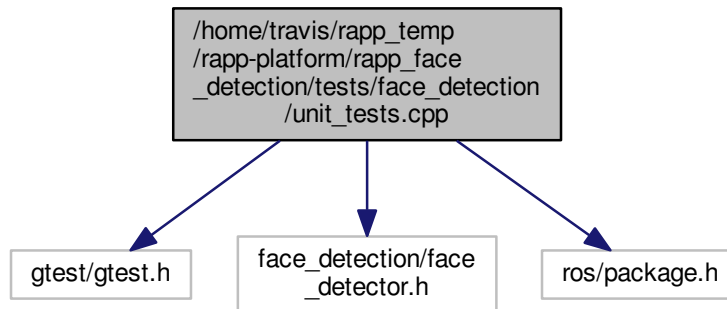 /home/travis/rapp_temp
/rapp-platform/rapp_face
_detection/tests/face_detection
/unit_tests.cpp
gtest/gtest.h
face_detection/face
_detector.h
ros/package.h